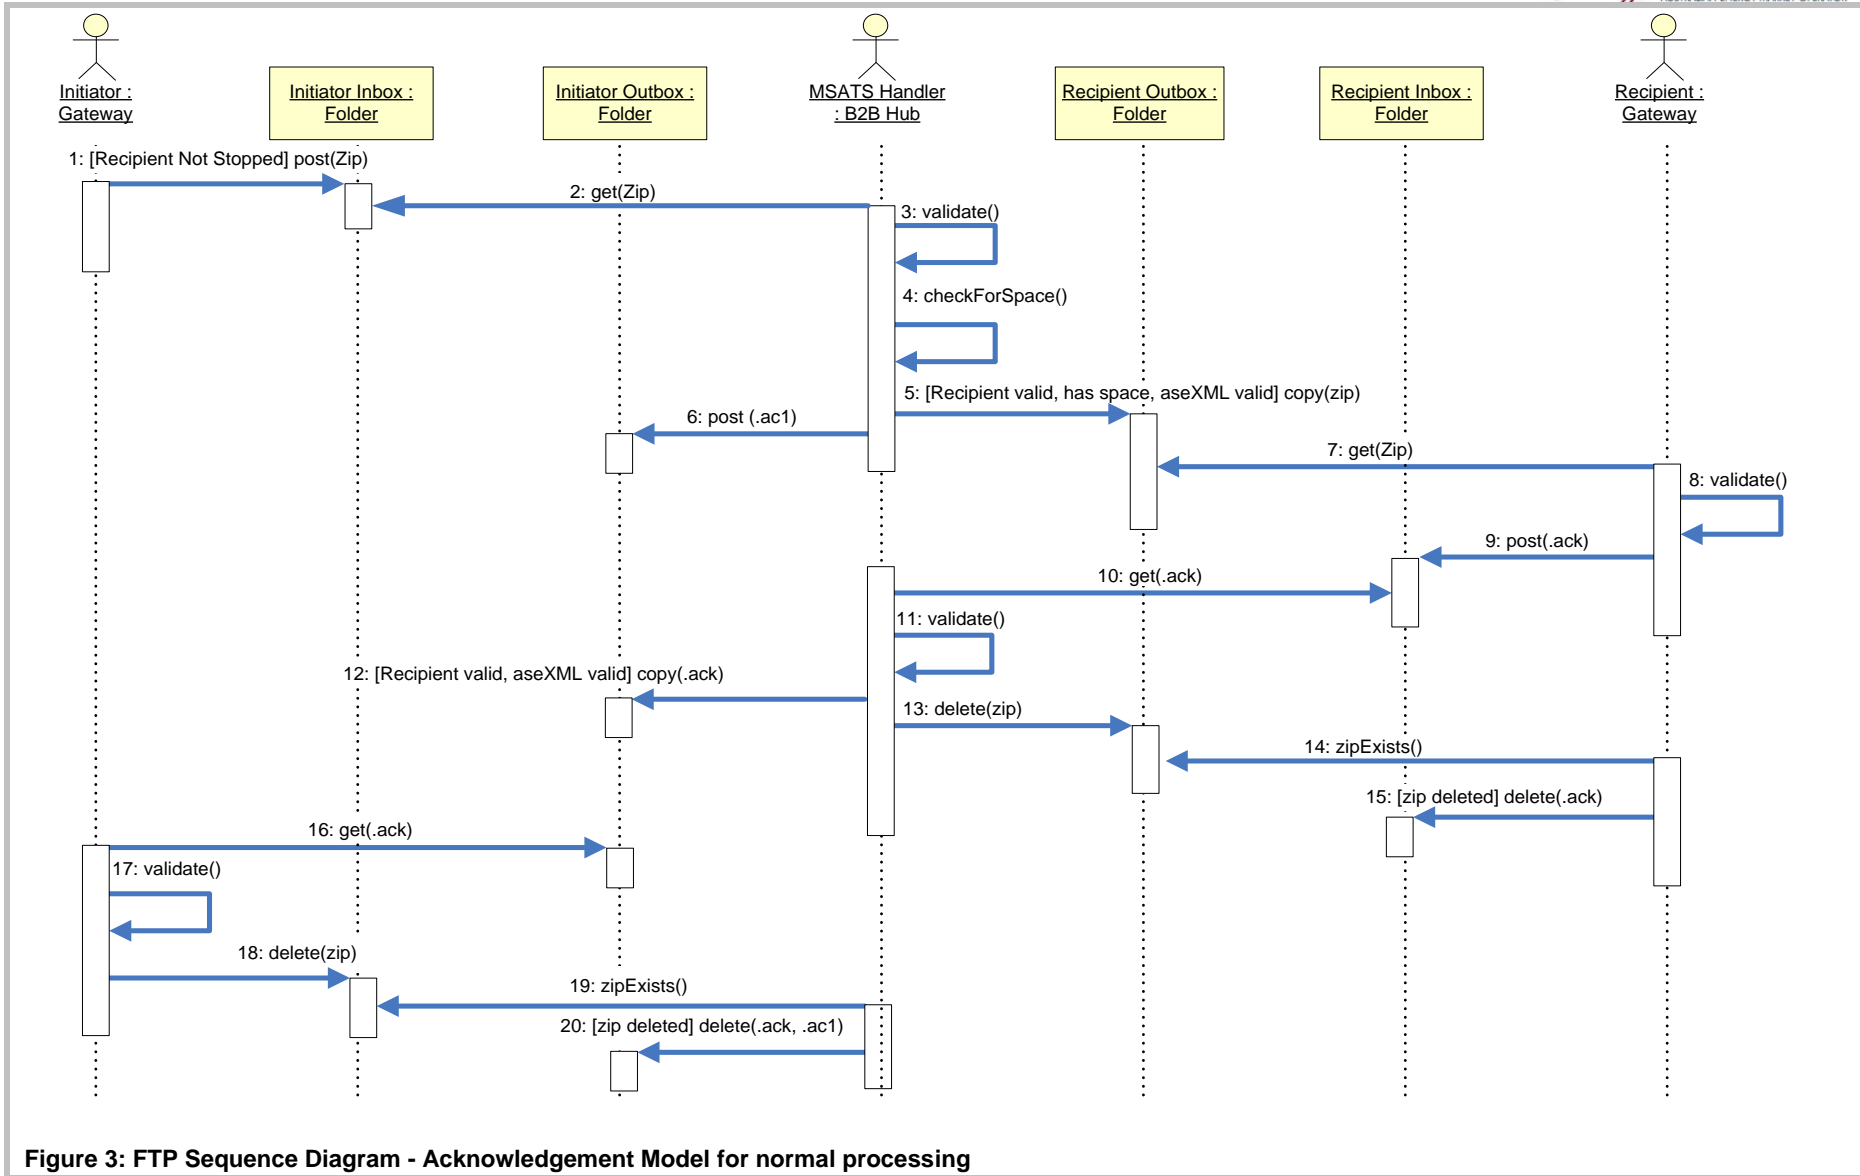 Initiator :
Gateway
Initiator Inbox :
Folder
Initiator Outbox :
Folder
MSATS Handler
: B2B Hub
Recipient Outbox :
Folder
Recipient Inbox :
Folder
Recipient :
Gateway
1: [Recipient Not Stopped] post(Zip)
2: get(Zip)
3: validate()
4: checkForSpace()
5: [Recipient valid, has space, aseXML valid] copy(zip)
6: post (.ac1)
7: get(Zip)
8: validate()
9: post(.ack)
10: get(.ack)
11: validate()
12: [Recipient valid, aseXML valid] copy(.ack)
13: delete(zip)
14: zipExists()
15: [zip deleted] delete(.ack)
16: get(.ack)
17: validate()
18: delete(zip)
19: zipExists()
20: [zip deleted] delete(.ack, .ac1)
Figure 3: FTP Sequence Diagram - Acknowledgement Model for normal processing